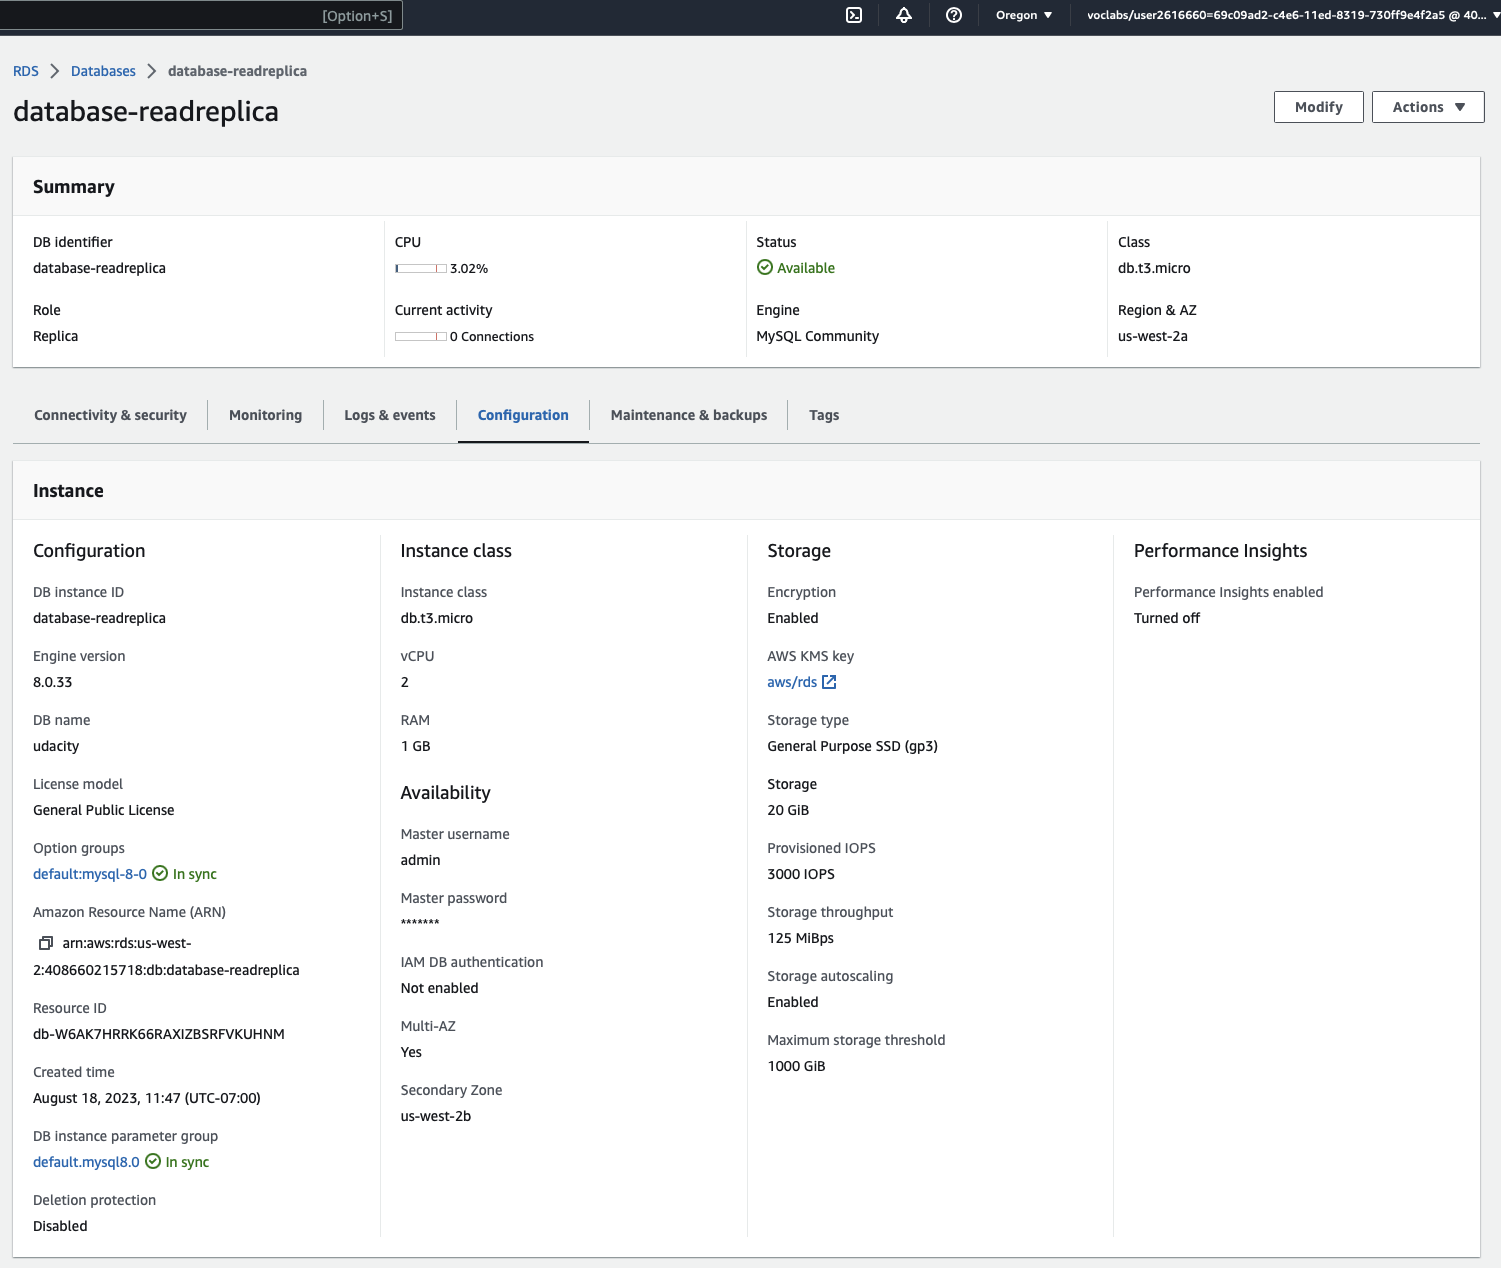 [Option+S]
Oregon
voclabs/user2616660=69c09ad2-c4e6-11ed-8319-730ff9e4f2a5 @ 40...
RDS > Databases > database-readreplica
database-readreplica
Modify
Actions
Summary
DB identifier
database-readreplica
Role
Replica
CPU
3.02%
Current activity
0 Connections
Status
Available
Engine
MySQL Community
Class
db.t3.micro
Region & AZ
us-west-2a
Connectivity & security
Monitoring
Logs & events
Configuration
Maintenance & backups
Tags
Instance
Configuration
DB instance ID
database-readreplica
Engine version
8.0.33
DB name
udacity
License model
General Public License
Option groups
default:mysql-8-0 In sync
Amazon Resource Name (ARN)
arn:aws:rds:us-west-
2:408660215718:db:database-readreplica
Resource ID
db-W6AK7HRRK66RAXIZBSRFVKUHNM
Created time
August 18, 2023, 11:47 (UTC-07:00)
DB instance parameter group
default.mysql8.0 In sync
Deletion protection
Disabled
Instance class
Instance class
db.t3.micro
vCPU
2
RAM
1 GB
Availability
Master username
admin
Master password
*******
IAM DB authentication
Not enabled
Multi-AZ
Yes
Secondary Zone
us-west-2b
Storage
Encryption
Enabled
AWS KMS key
aws/rds
Storage type
General Purpose SSD (gp3)
Storage
20 GiB
Provisioned IOPS
3000 IOPS
Storage throughput
125 MiBps
Storage autoscaling
Enabled
Maximum storage threshold
1000 GiB
Performance Insights
Performance Insights enabled
Turned off